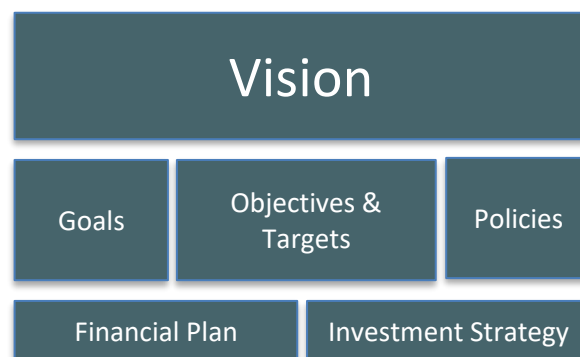 Vision
Goals
Objectives &
Targets
Policies
Financial Plan
Investment Strategy